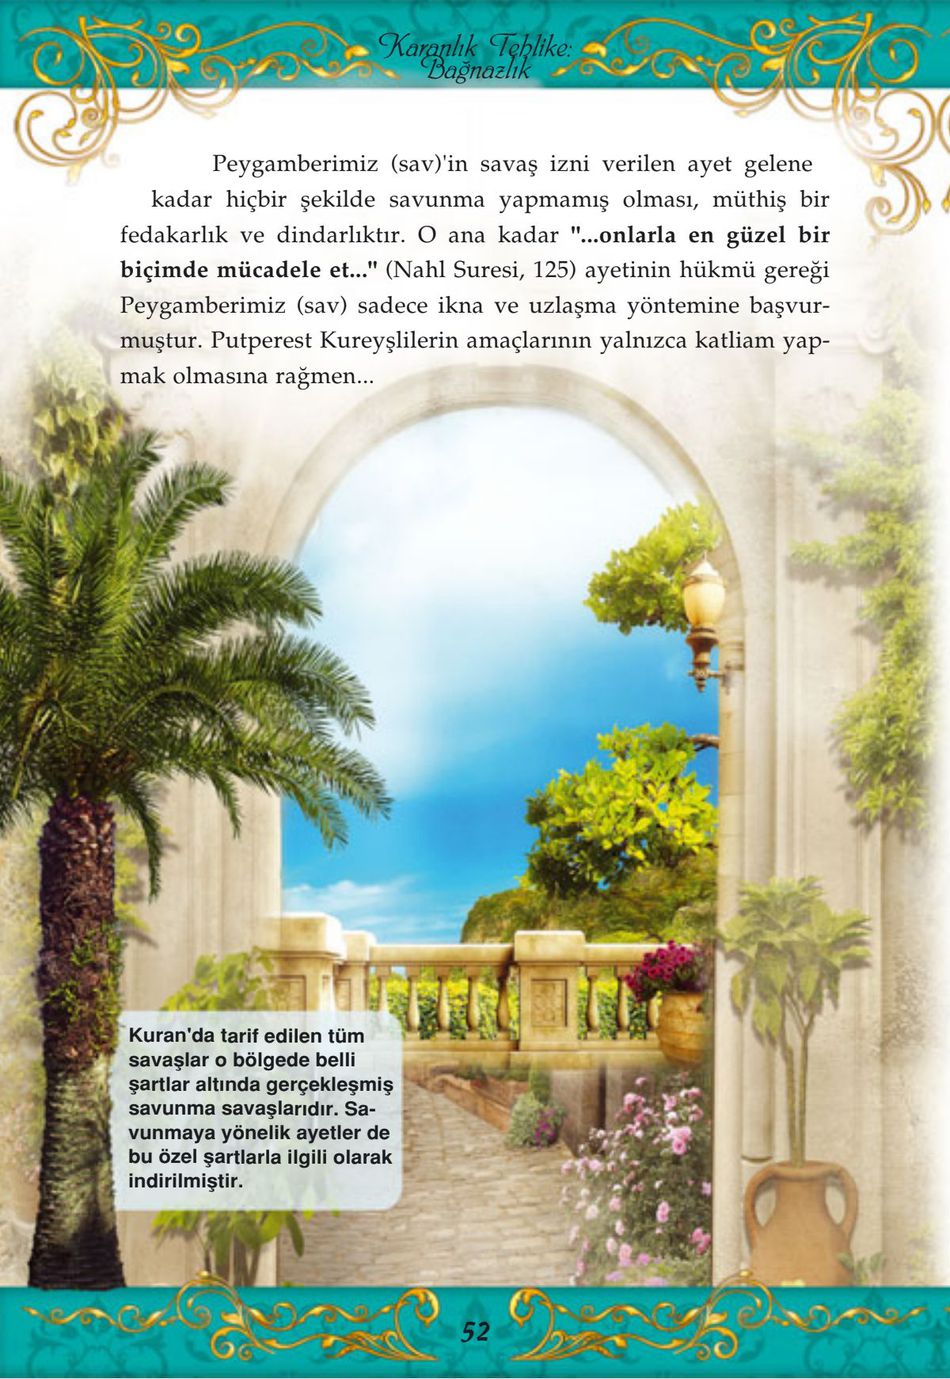 Karanlık Tehlike:
Bağnazlık
Peygamberimiz (sav)'in savaş izni verilen ayet gelene
kadar hiçbir şekilde savunma yapmamış olması, müthiş bir
fedakarlık ve dindarlıktır. O ana kadar "...onlarla en güzel bir
biçimde mücadele et..." (Nahl Suresi, 125) ayetinin hükmü gereği
Peygamberimiz (sav) sadece ikna ve uzlaşma yöntemine başvur-
muştur. Putperest Kureyşlilerin amaçlarının yalnızca katliam yap-
mak olmasına rağmen...
Kuran'da tarif edilen tüm
savaşlar o bölgede belli
şartlar altında gerçekleşmiş
savunma savaşlarıdır. Sa-
vunmaya yönelik ayetler de
bu özel şartlarla ilgili olarak
indirilmiştir.
52